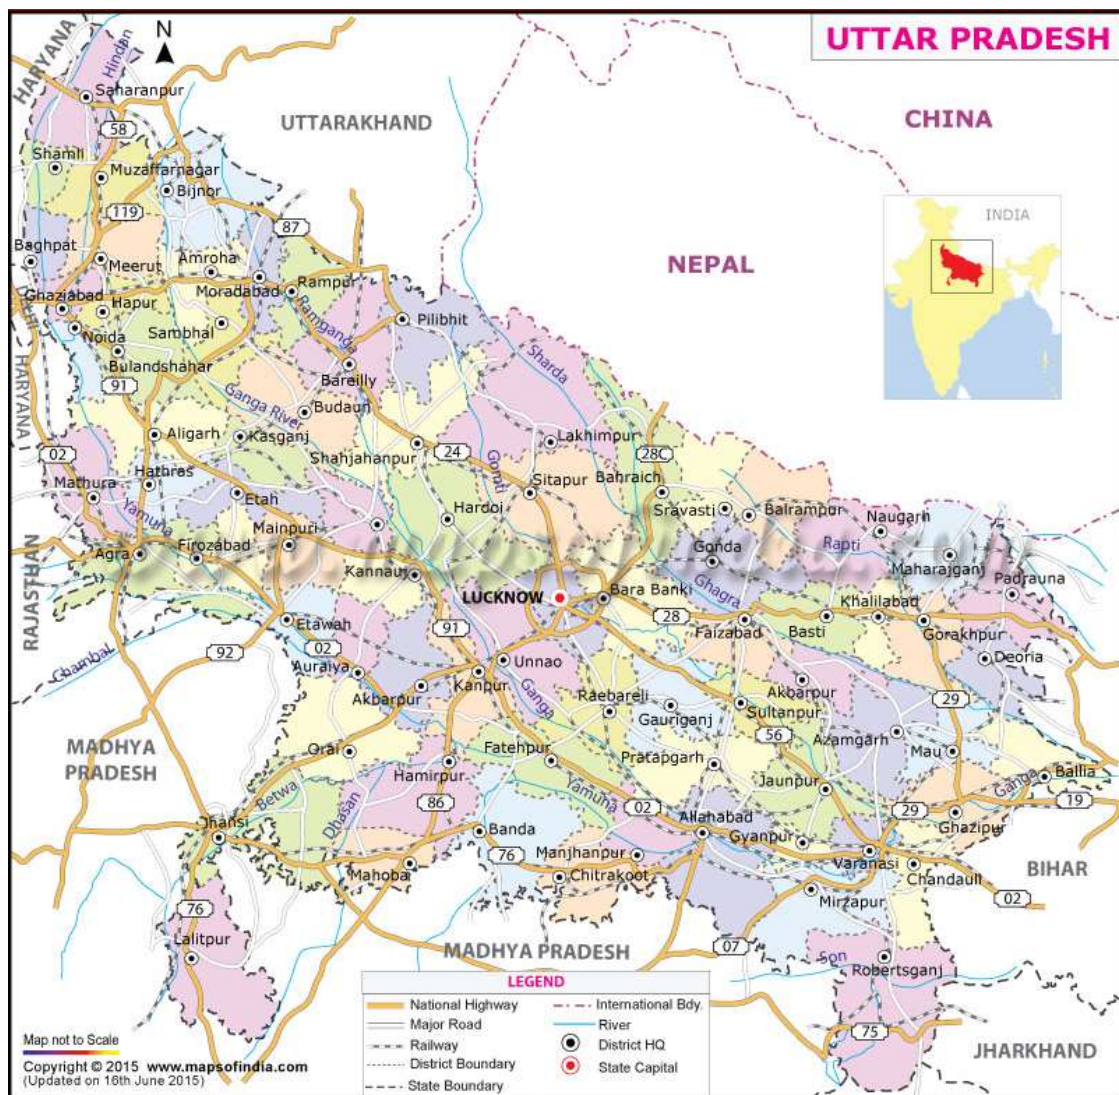 N
UTTAR PRADESH
HARYANA
Hindan
Saharanpur
UTTARAKHAND
CHINA
58
Shamli
Muzaffarnagar
Bijnor
119
87
INDIA
Baghpat
Meerut
Amroha
NEPAL
Ghaziabad
Hapur
Moradabad
Rampur
DELHI
Noida
Sambhal
Ramganga
Pilibhit
Bulandshahar
HARYANA
91
Bareilly
Sharda
Ganga River
Budaun
Aligarh
Kasganj
Shahjahanpur
24
Lakhimpur
28C
02
Hathras
Gomti
Sitapur
Bahraich
Mathura
Etah
Yamuna
Hardoi
Sravasti
Balrampur
Naugarh
Mainpuri
Agra
Firozabad
Gonda
Rapti
Maharajganj
RAJASTHAN
Kannauj
Padrauna
LUCKNOW
Bara Banki
Ghagra
Khalilabad
Etawah
91
28
Faizabad
Basti
Gorakhpur
Chambal
92
02
Auraiya
Unnao
Deoria
Akbarpur
Kanpur
Ganga
Raebareli
Akbarpur
Gauriganj
Sultanpur
29
MADHYA
PRADESH
Orai
Fatehpur
Pratapgarh
56
Azamgarh
Mau
Hamirpur
Jaunpur
Ballia
Betwa
Dhasan
86
Yamuna
02
Ganga
19
Jhansi
Banda
Allahabad
Gyanpur
29
Ghazipur
Mahoba
76
Manjhanpur
Varanasi
BIHAR
Chitrakoot
Chandauli
76
Mirzapur
02
Lalitpur
MADHYA PRADESH
07
Son
Robertsganj
LEGEND
National Highway
International Bdy.
Major Road
River
Railway
District HQ
District Boundary
State Capital
State Boundary
75
JHARKHAND
Map not to Scale
Copyright © 2015 www.mapsofindia.com
(Updated on 16th June 2015)